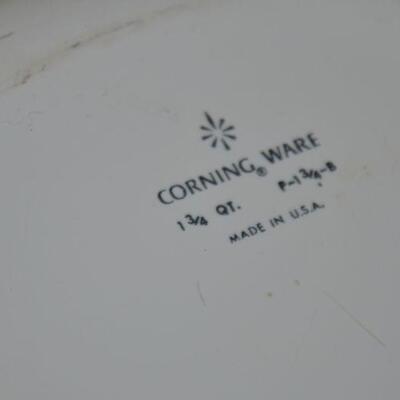 CORNING® WARE
1 3/4 QT. P-1 3/4-B
MADE IN U.S.A.